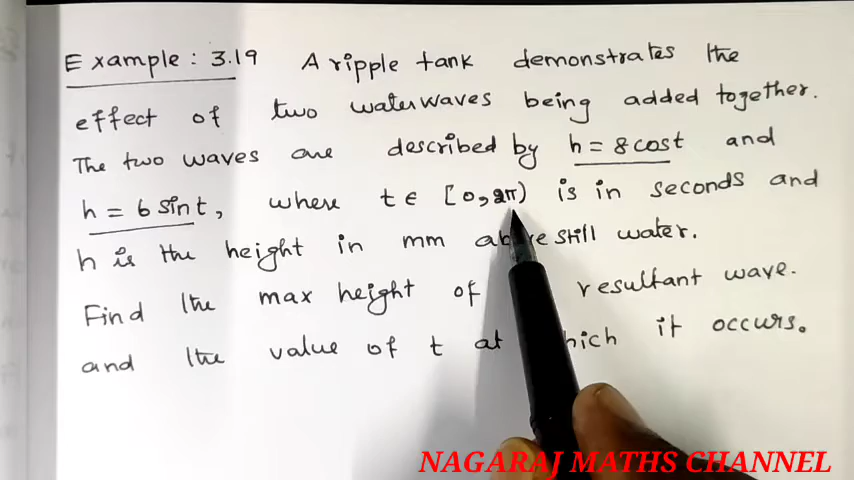 Example : 3.19 A ripple tank demonstrates the
effect of two waterwaves being added together.
The two waves are described by h = 8 cost and
h = 6 sint, where t ∈ [0, 2π) is in seconds and
h is the height in mm above still water.
Find the max height of resultant wave.
and the value of t at which it occurs.
NAGARAJ MATHS CHANNEL